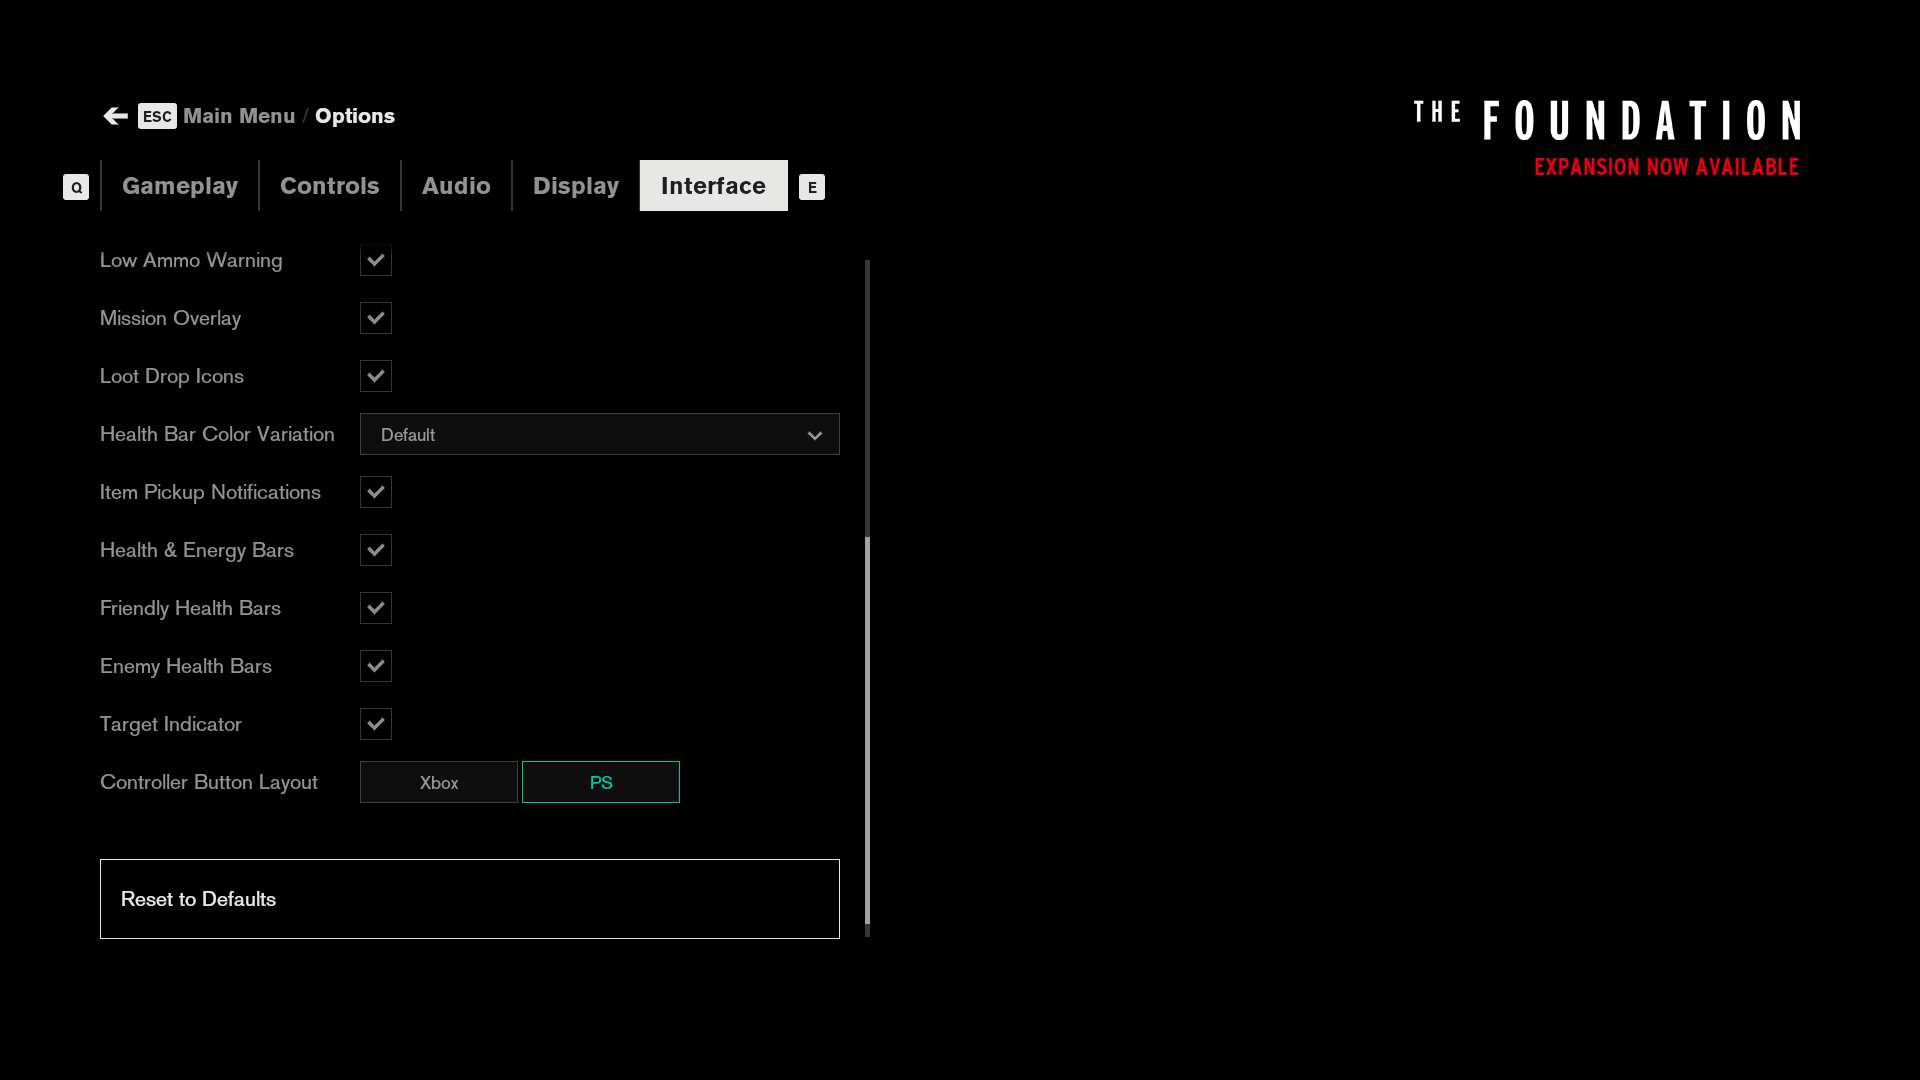 ESC Main Menu / Options
THE FOUNDATION
EXPANSION NOW AVAILABLE
Q Gameplay Controls Audio Display Interface E
Low Ammo Warning
Mission Overlay
Loot Drop Icons
Health Bar Color Variation Default
Item Pickup Notifications
Health & Energy Bars
Friendly Health Bars
Enemy Health Bars
Target Indicator
Controller Button Layout Xbox PS
Reset to Defaults